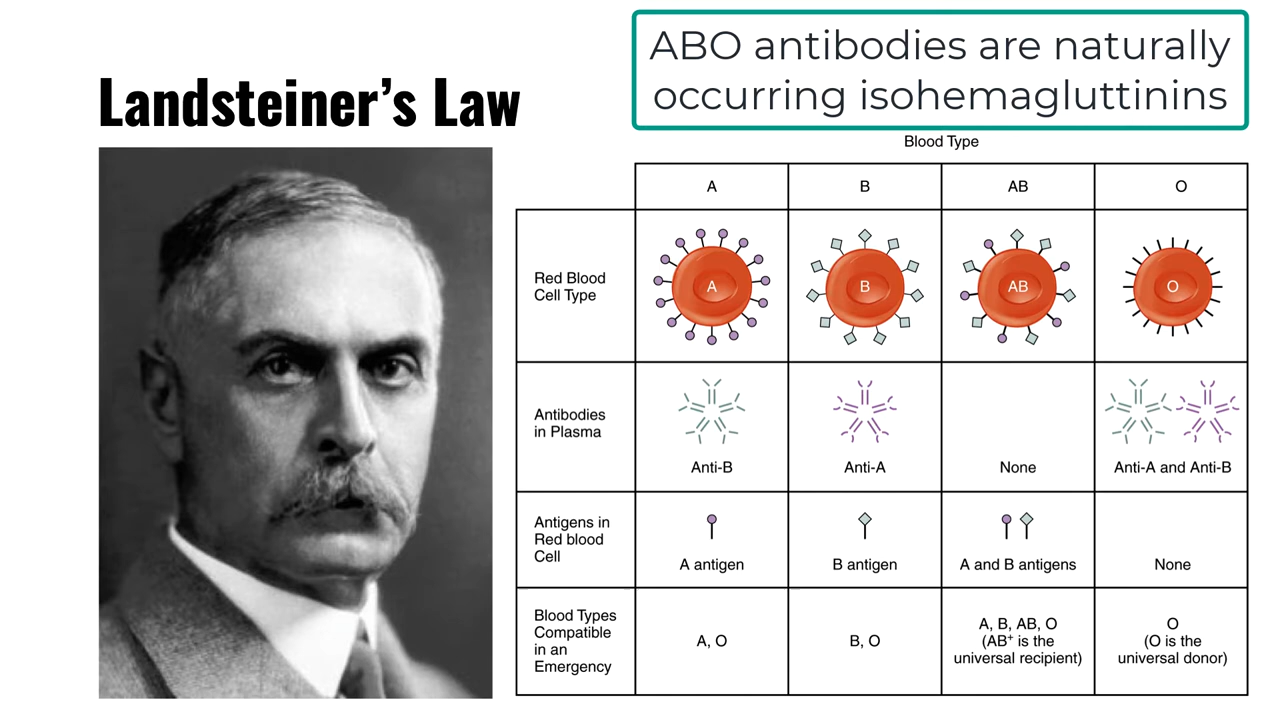 Landsteiner’s Law
ABO antibodies are naturally
occurring isohemagluttinins
Blood Type
A
B
AB
O
Red Blood
Cell Type
A
B
AB
O
Antibodies
in Plasma
Anti-B
Anti-A
None
Anti-A and Anti-B
Antigens in
Red blood
Cell
A antigen
B antigen
A and B antigens
None
Blood Types
Compatible
in an
Emergency
A, O
B, O
A, B, AB, O
(AB⁺ is the
universal recipient)
O
(O is the
universal donor)